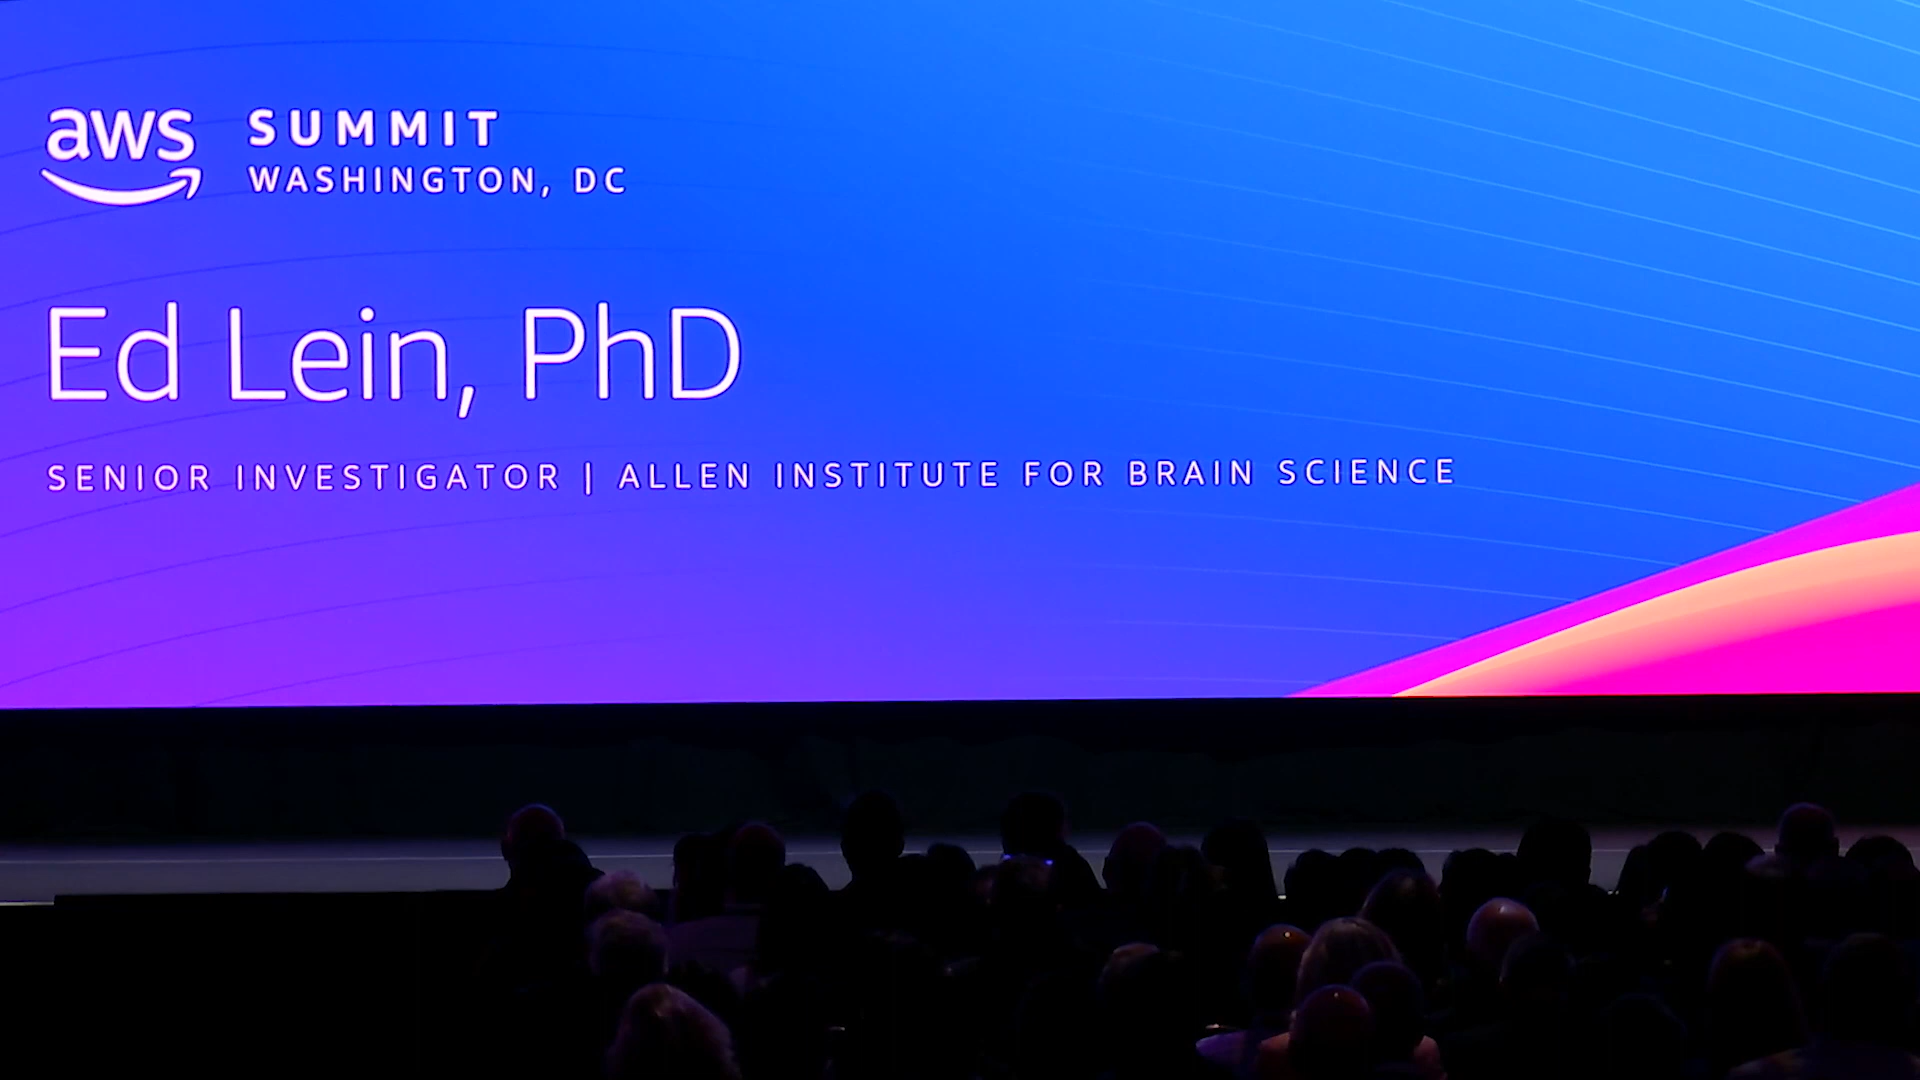 aws SUMMIT
WASHINGTON, DC
Ed Lein, PhD
SENIOR INVESTIGATOR | ALLEN INSTITUTE FOR BRAIN SCIENCE